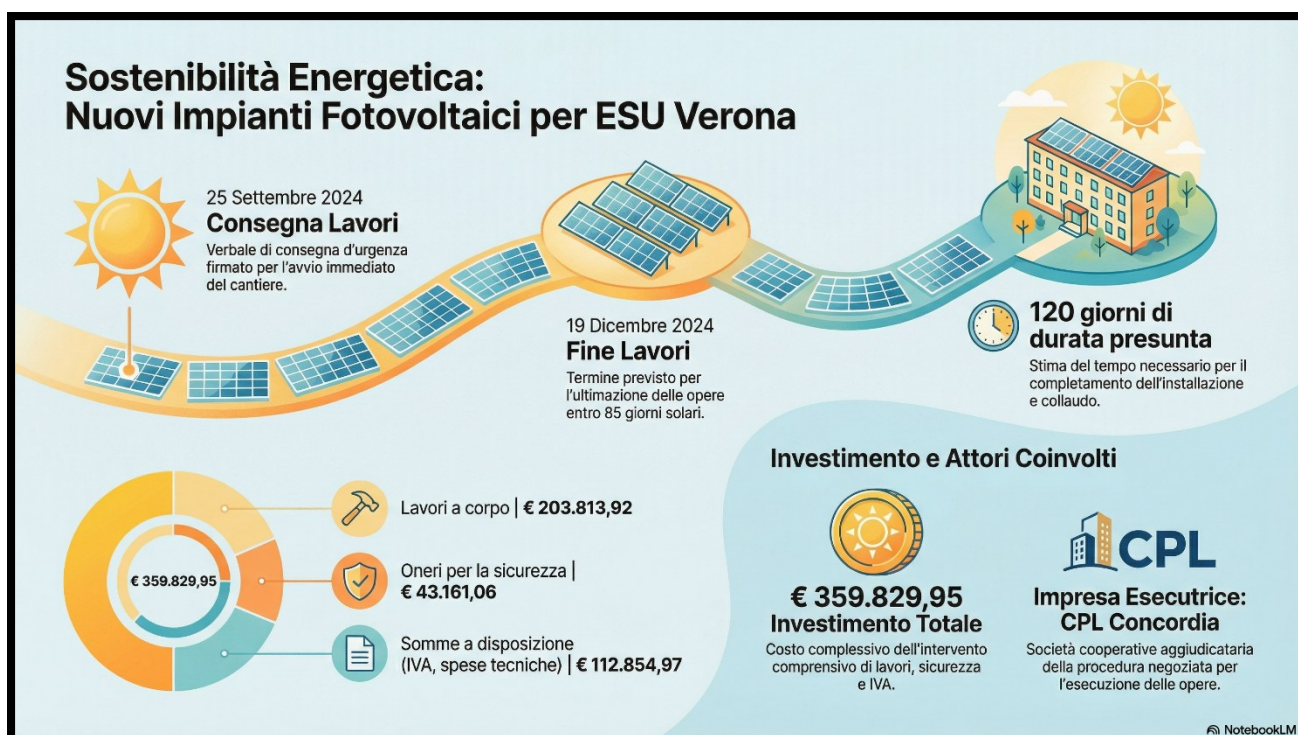 Sostenibilità Energetica:
Nuovi Impianti Fotovoltaici per ESU Verona
25 Settembre 2024
Consegna Lavori
Verbale di consegna d'urgenza
firmato per l'avvio immediato
del cantiere.
19 Dicembre 2024
Fine Lavori
Termine previsto per
l'ultimazione delle opere
entro 85 giorni solari.
120 giorni di
durata presunta
Stima del tempo necessario per il
completamento dell'installazione
e collaudo.
€ 359.829,95
Lavori a corpo | € 203.813,92
Oneri per la sicurezza |
€ 43.161,06
Somme a disposizione
(IVA, spese tecniche) | € 112.854,97
Investimento e Attori Coinvolti
€ 359.829,95
Investimento Totale
Costo complessivo dell'intervento
comprensivo di lavori, sicurezza
e IVA.
CPL
Impresa Esecutrice:
CPL Concordia
Società cooperative aggiudicataria
della procedura negoziata per
l'esecuzione delle opere.
NotebookLM